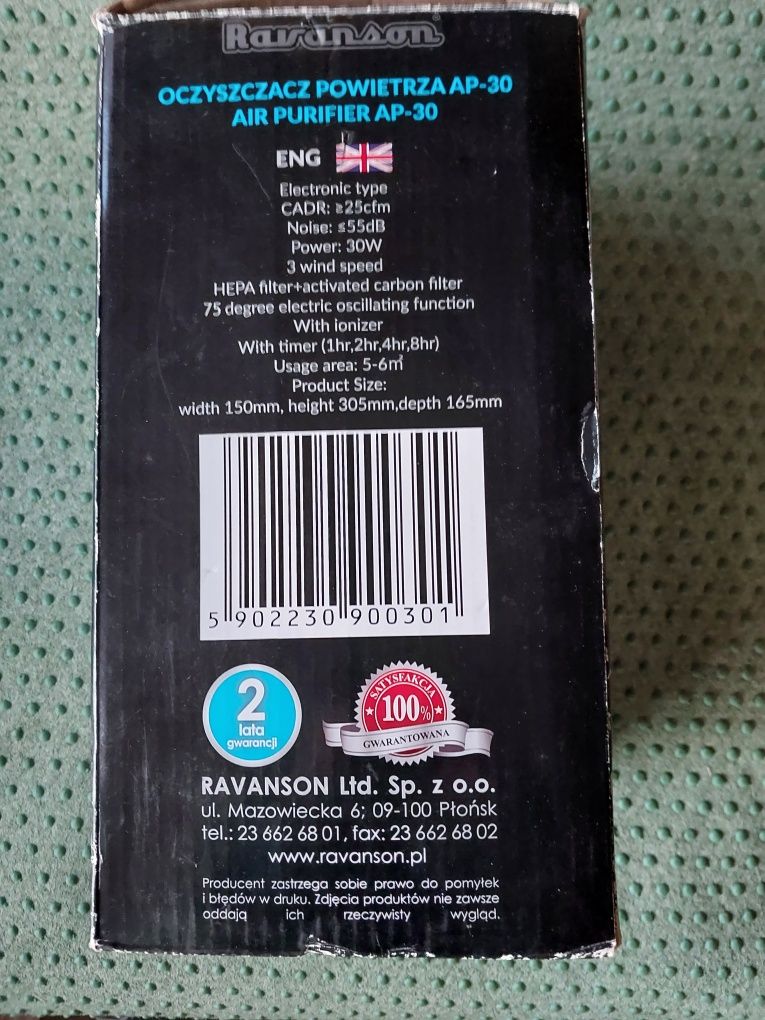 Ravanson
OCZYSZCZACZ POWIETRZA AP-30
AIR PURIFIER AP-30
ENG
Electronic type
CADR: ≥25cfm
Noise: ≤55dB
Power: 30W
3 wind speed
HEPA filter+activated carbon filter
75 degree electric oscillating function
With ionizer
With timer (1hr,2hr,4hr,8hr)
Usage area: 5-6m²
Product Size:
width 150mm, height 305mm,depth 165mm
5 902230 900301
2
lata
gwarancji
SATYSFAKCJA
100%
GWARANTOWANA
RAVANSON Ltd. Sp. z o.o.
ul. Mazowiecka 6; 09-100 Płońsk
tel.: 23 662 68 01, fax: 23 662 68 02
www.ravanson.pl
Producent zastrzega sobie prawo do pomyłek
i błędów w druku. Zdjęcia produktów nie zawsze
oddają ich rzeczywisty wygląd.